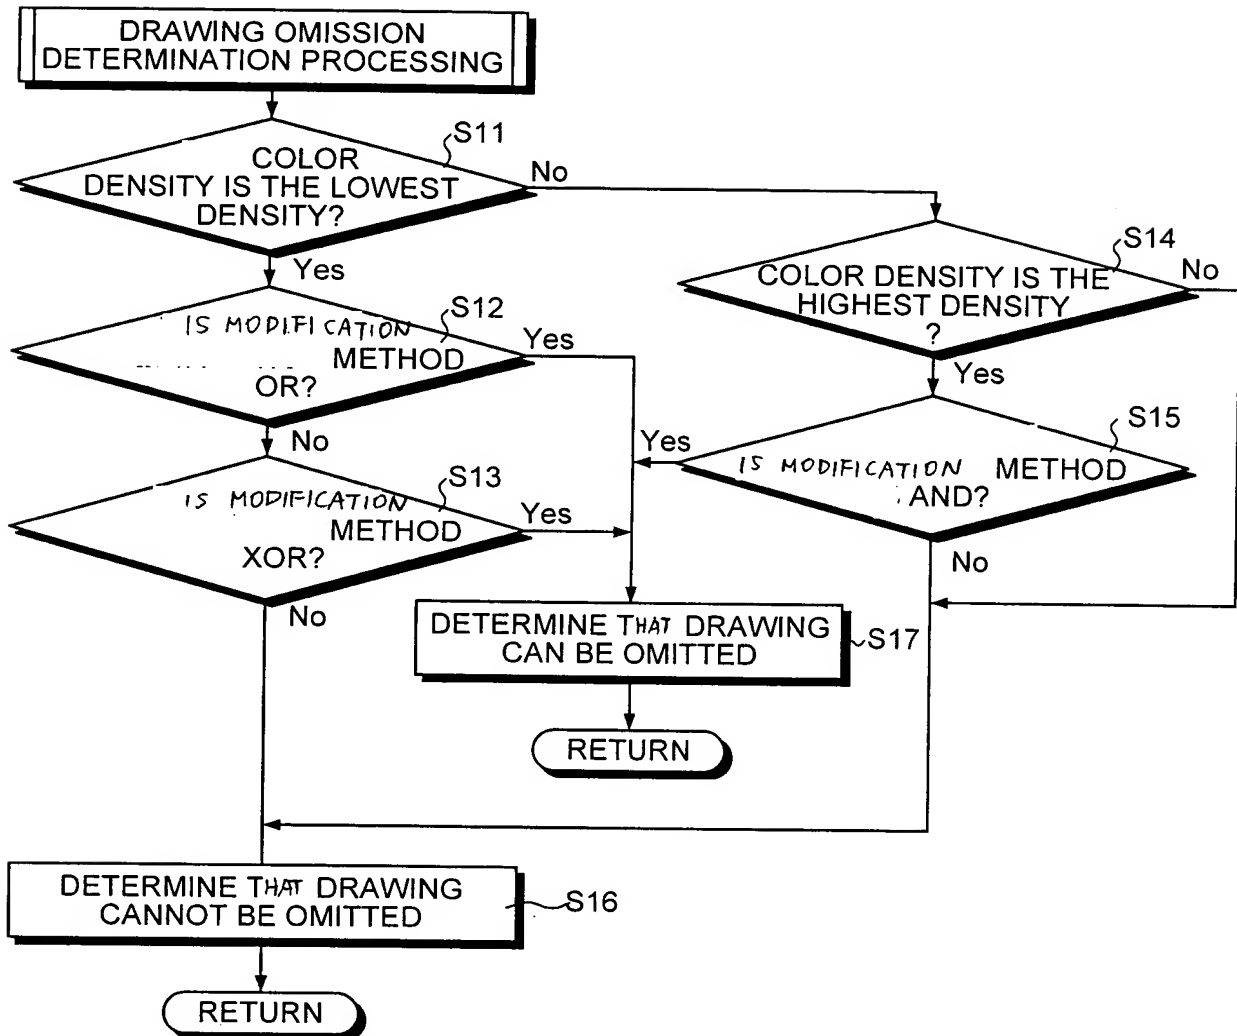 DRAWING OMISSION
DETERMINATION PROCESSING
S11
COLOR
DENSITY IS THE LOWEST
DENSITY?
No
Yes
S14
COLOR DENSITY IS THE
HIGHEST DENSITY
?
No
Yes
S12
IS MODIFICATION
METHOD
OR?
Yes
No
S15
IS MODIFICATION METHOD
AND?
Yes
No
S13
IS MODIFICATION
METHOD
XOR?
Yes
No
DETERMINE THAT DRAWING
CAN BE OMITTED
S17
RETURN
DETERMINE THAT DRAWING
CANNOT BE OMITTED
S16
RETURN